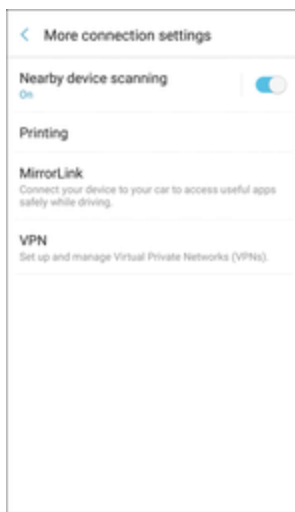 More connection settings
Nearby device scanning
On
Printing
MirrorLink
Connect your device to your car to access useful apps
safely while driving.
VPN
Set up and manage Virtual Private Networks (VPNs).